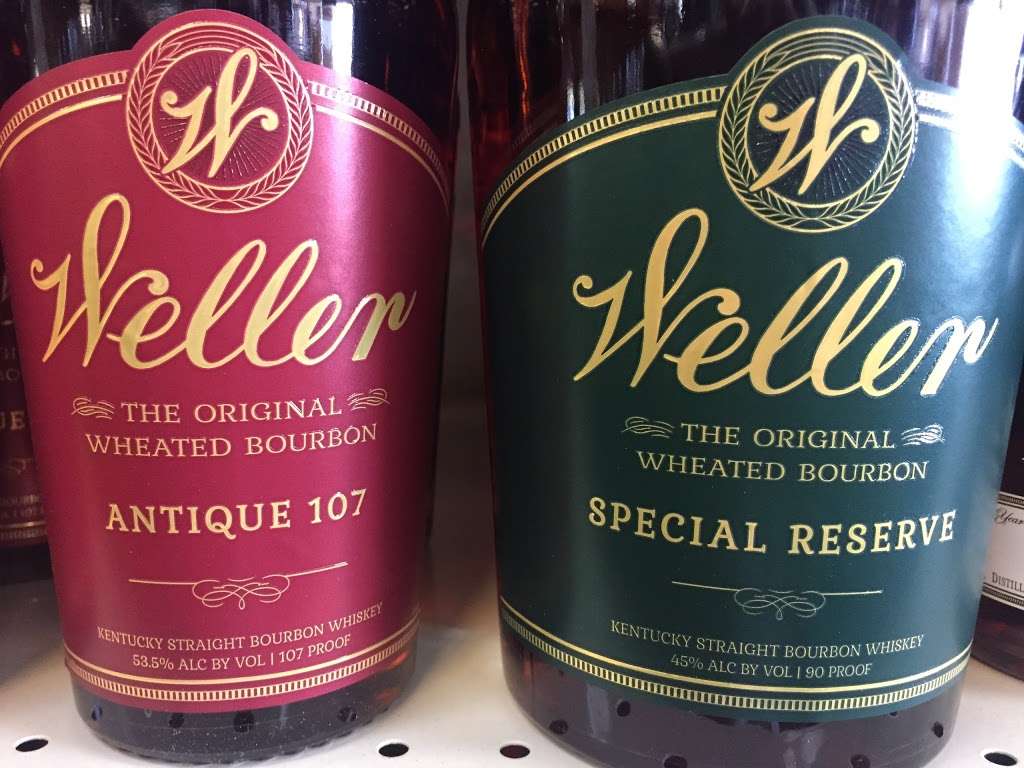 W
Weller
THE ORIGINAL
WHEATED BOURBON
ANTIQUE 107
KENTUCKY STRAIGHT BOURBON WHISKEY
53.5% ALC BY VOL | 107 PROOF
W
Weller
THE ORIGINAL
WHEATED BOURBON
SPECIAL RESERVE
KENTUCKY STRAIGHT BOURBON WHISKEY
45% ALC BY VOL | 90 PROOF